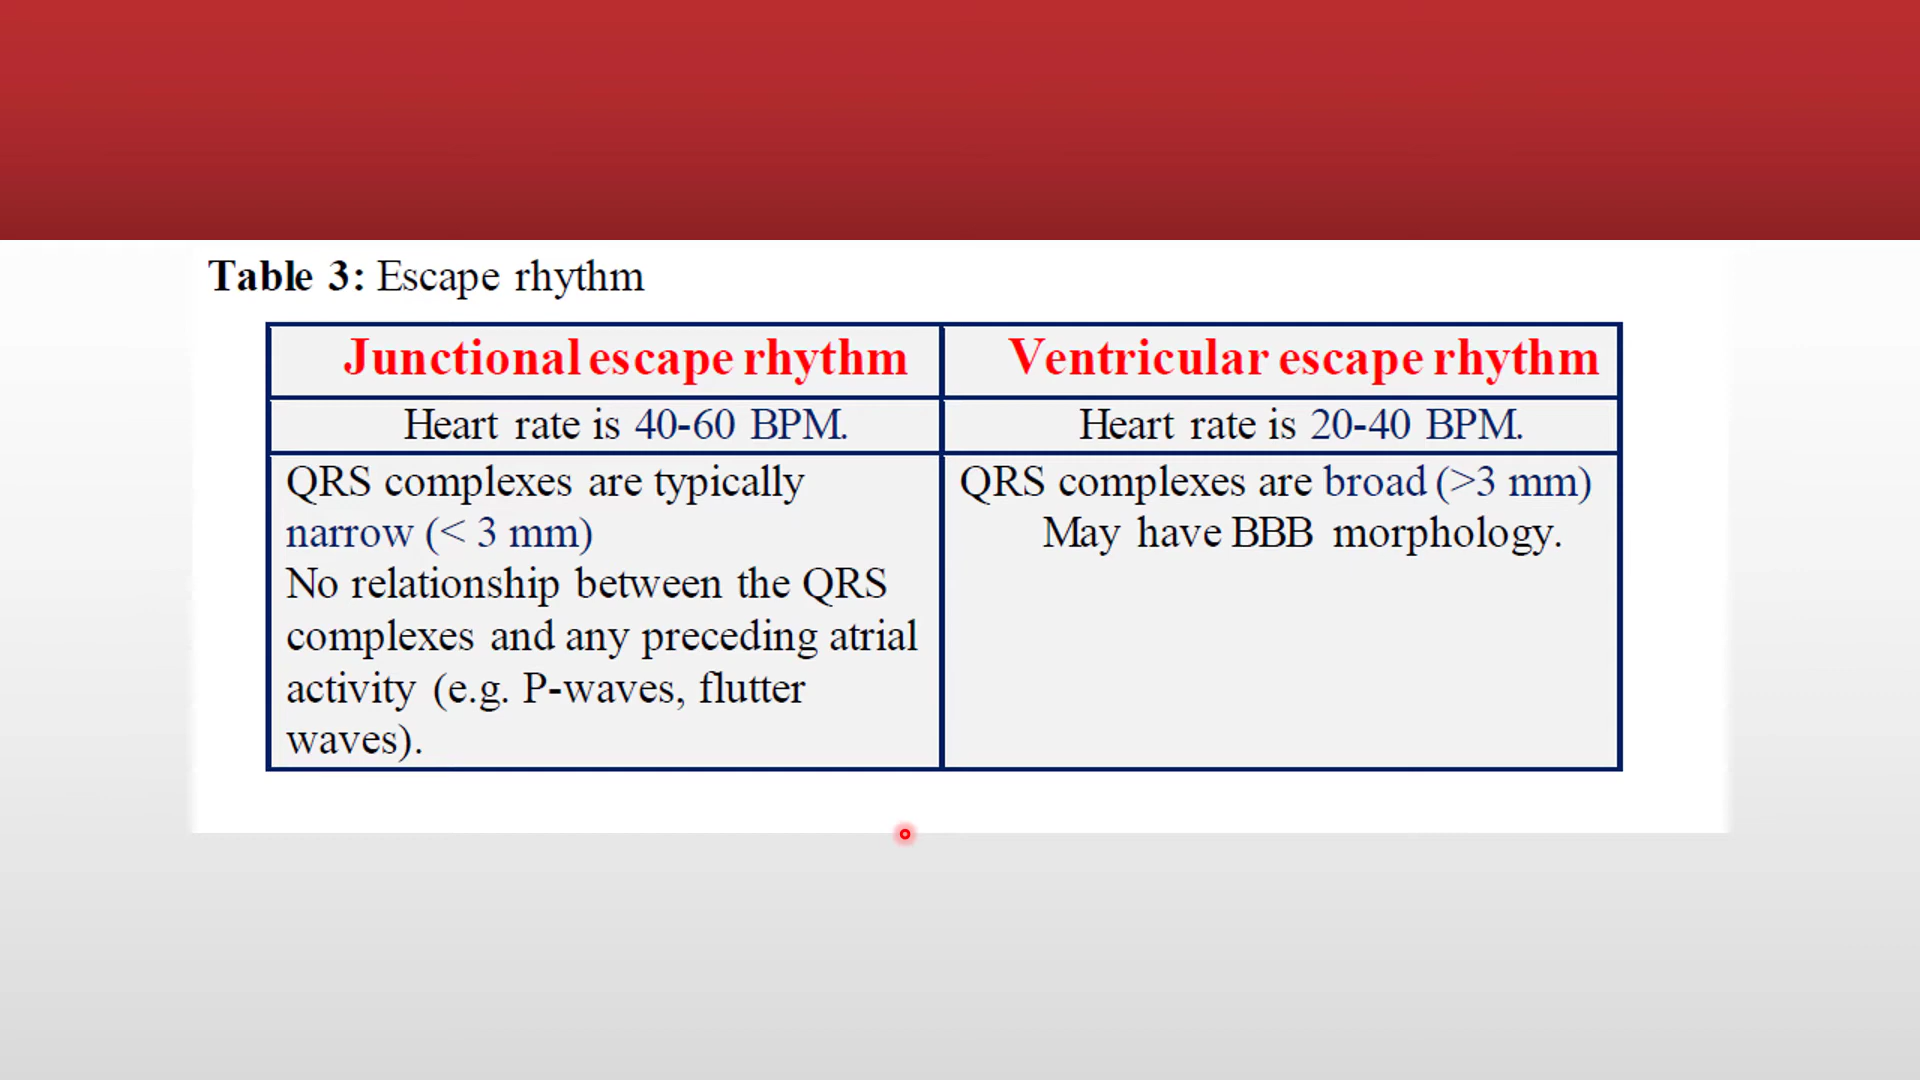 Table 3: Escape rhythm
Junctional escape rhythm
Ventricular escape rhythm
Heart rate is 40-60 BPM.
Heart rate is 20-40 BPM.
QRS complexes are typically
narrow (< 3 mm)
No relationship between the QRS
complexes and any preceding atrial
activity (e.g. P-waves, flutter
waves).
QRS complexes are broad (>3 mm)
May have BBB morphology.